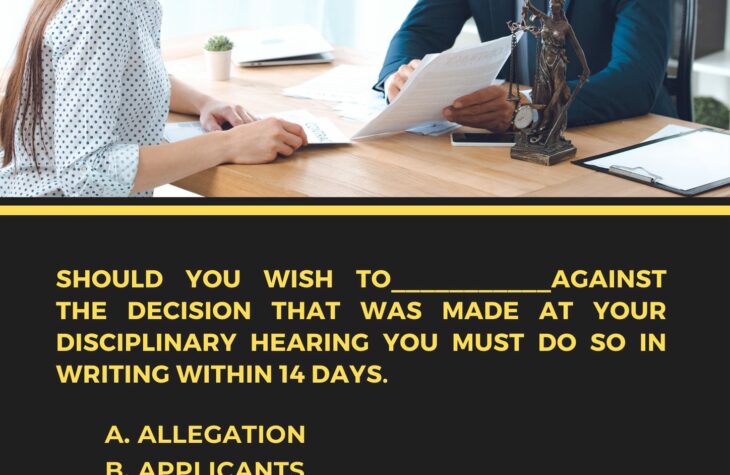 SHOULD YOU WISH TO___________AGAINST
THE DECISION THAT WAS MADE AT YOUR
DISCIPLINARY HEARING YOU MUST DO SO IN
WRITING WITHIN 14 DAYS.
A. ALLEGATION
B. APPLICANTS